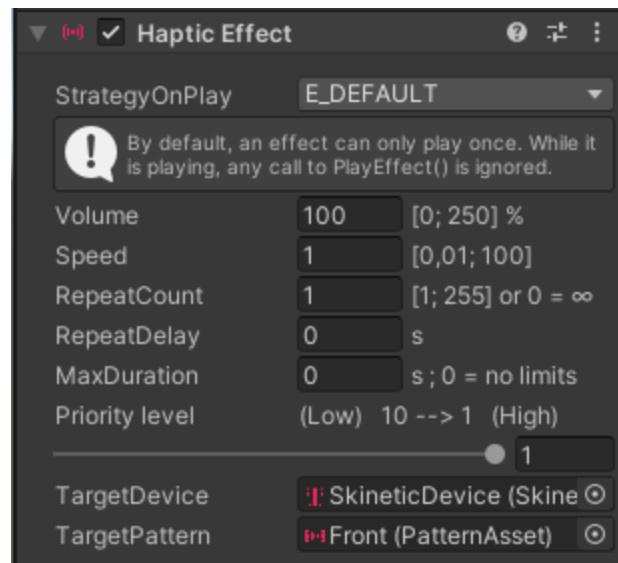 Haptic Effect
StrategyOnPlay E_DEFAULT
By default, an effect can only play once. While it
is playing, any call to PlayEffect() is ignored.
Volume 100 [0; 250] %
Speed 1 [0,01; 100]
RepeatCount 1 [1; 255] or 0 = ∞
RepeatDelay 0 s
MaxDuration 0 s ; 0 = no limits
Priority level (Low) 10 --> 1 (High)
1
TargetDevice SkineticDevice (Skine
TargetPattern Front (PatternAsset)